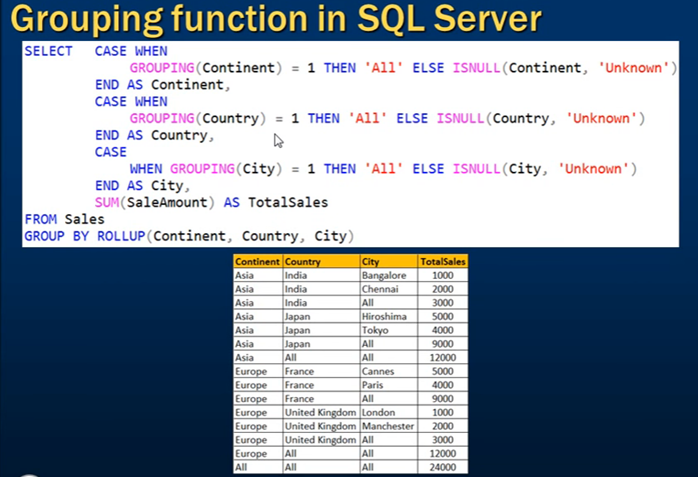 Grouping function in SQL Server
SELECT CASE WHEN
GROUPING(Continent) = 1 THEN 'All' ELSE ISNULL(Continent, 'Unknown')
END AS Continent,
CASE WHEN
GROUPING(Country) = 1 THEN 'All' ELSE ISNULL(Country, 'Unknown')
END AS Country,
CASE
WHEN GROUPING(City) = 1 THEN 'All' ELSE ISNULL(City, 'Unknown')
END AS City,
SUM(SaleAmount) AS TotalSales
FROM Sales
GROUP BY ROLLUP(Continent, Country, City)
Continent Country City TotalSales
Asia India Bangalore 1000
Asia India Chennai 2000
Asia India All 3000
Asia Japan Hiroshima 5000
Asia Japan Tokyo 4000
Asia Japan All 9000
Asia All All 12000
Europe France Cannes 5000
Europe France Paris 4000
Europe France All 9000
Europe United Kingdom London 1000
Europe United Kingdom Manchester 2000
Europe United Kingdom All 3000
Europe All All 12000
All All All 24000